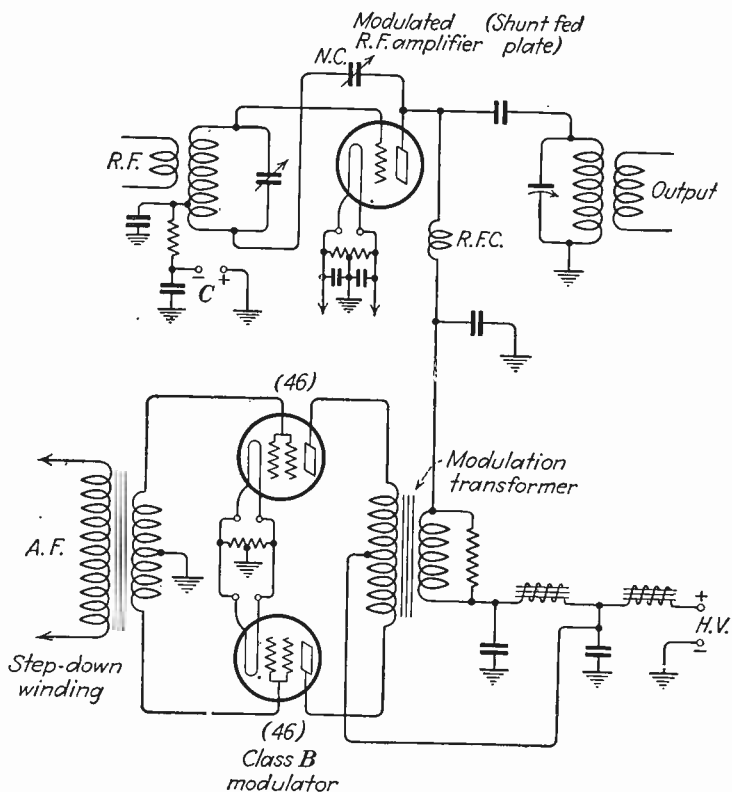 Modulated (Shunt fed
R.F. amplifier plate)
N.C.
R.F.
Output
R.F.C.
- +
C
(46)
Modulation
transformer
A.F.
+
H.V.
-
Step-down
winding
(46)
Class B
modulator